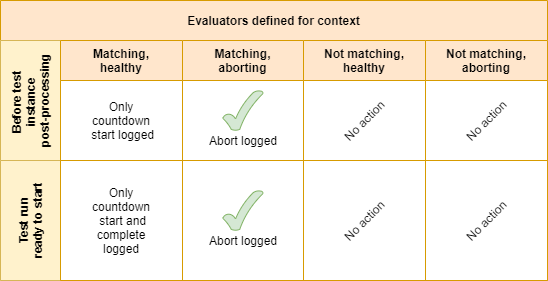 Evaluators defined for context
Matching,
healthy
Matching,
aborting
Not matching,
healthy
Not matching,
aborting
Before test
instance
post-processing
Only
countdown
start logged
Abort logged
No action
No action
Test run
ready to start
Only
countdown
start and
complete
logged
Abort logged
No action
No action